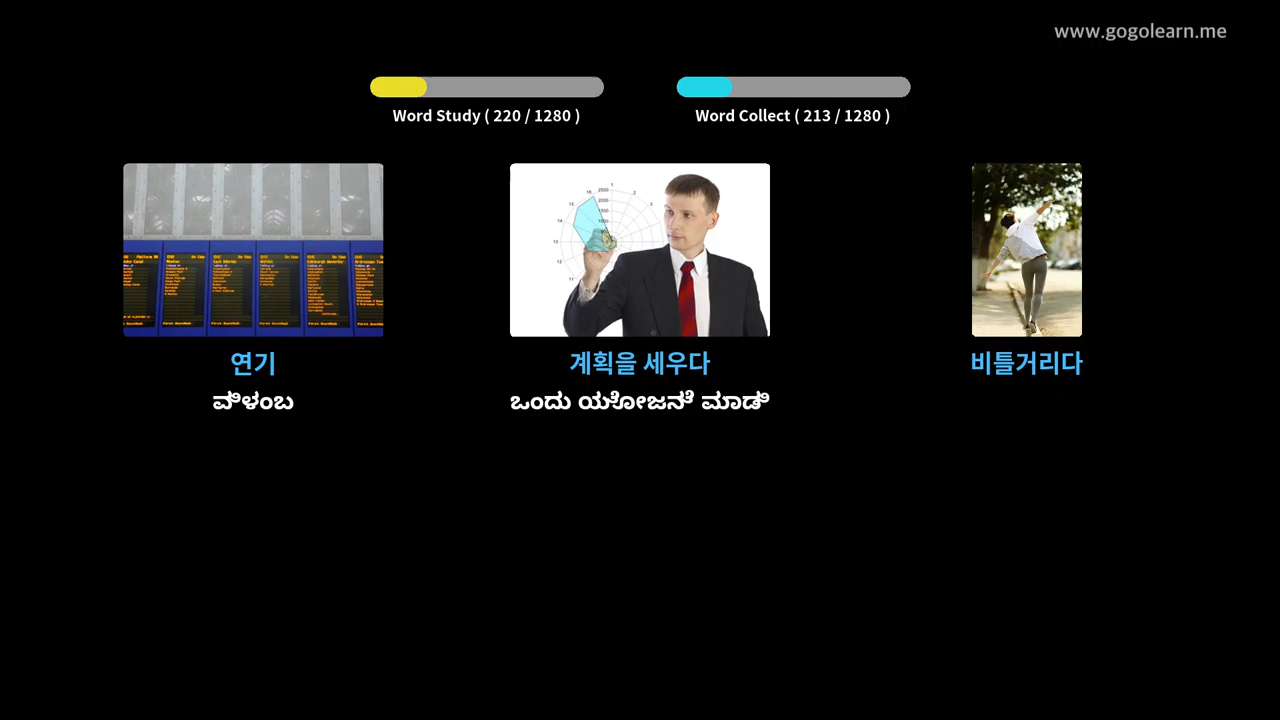 www.gogolearn.me
Word Study ( 220 / 1280 )
Word Collect ( 213 / 1280 )
연기
계획을 세우다
비틀거리다
ವಿಳಂಬ
ಒಂದು ಯೋಜನೆ ಮಾಡಿ